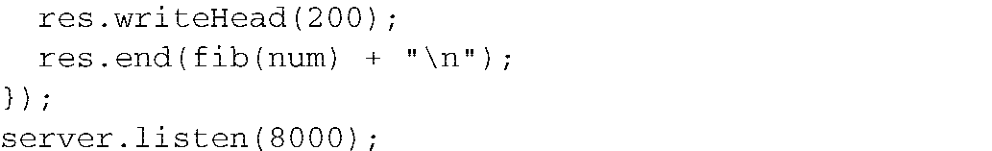 res.writeHead(200);
  res.end(fib(num) + "\n");
});
server.listen(8000);